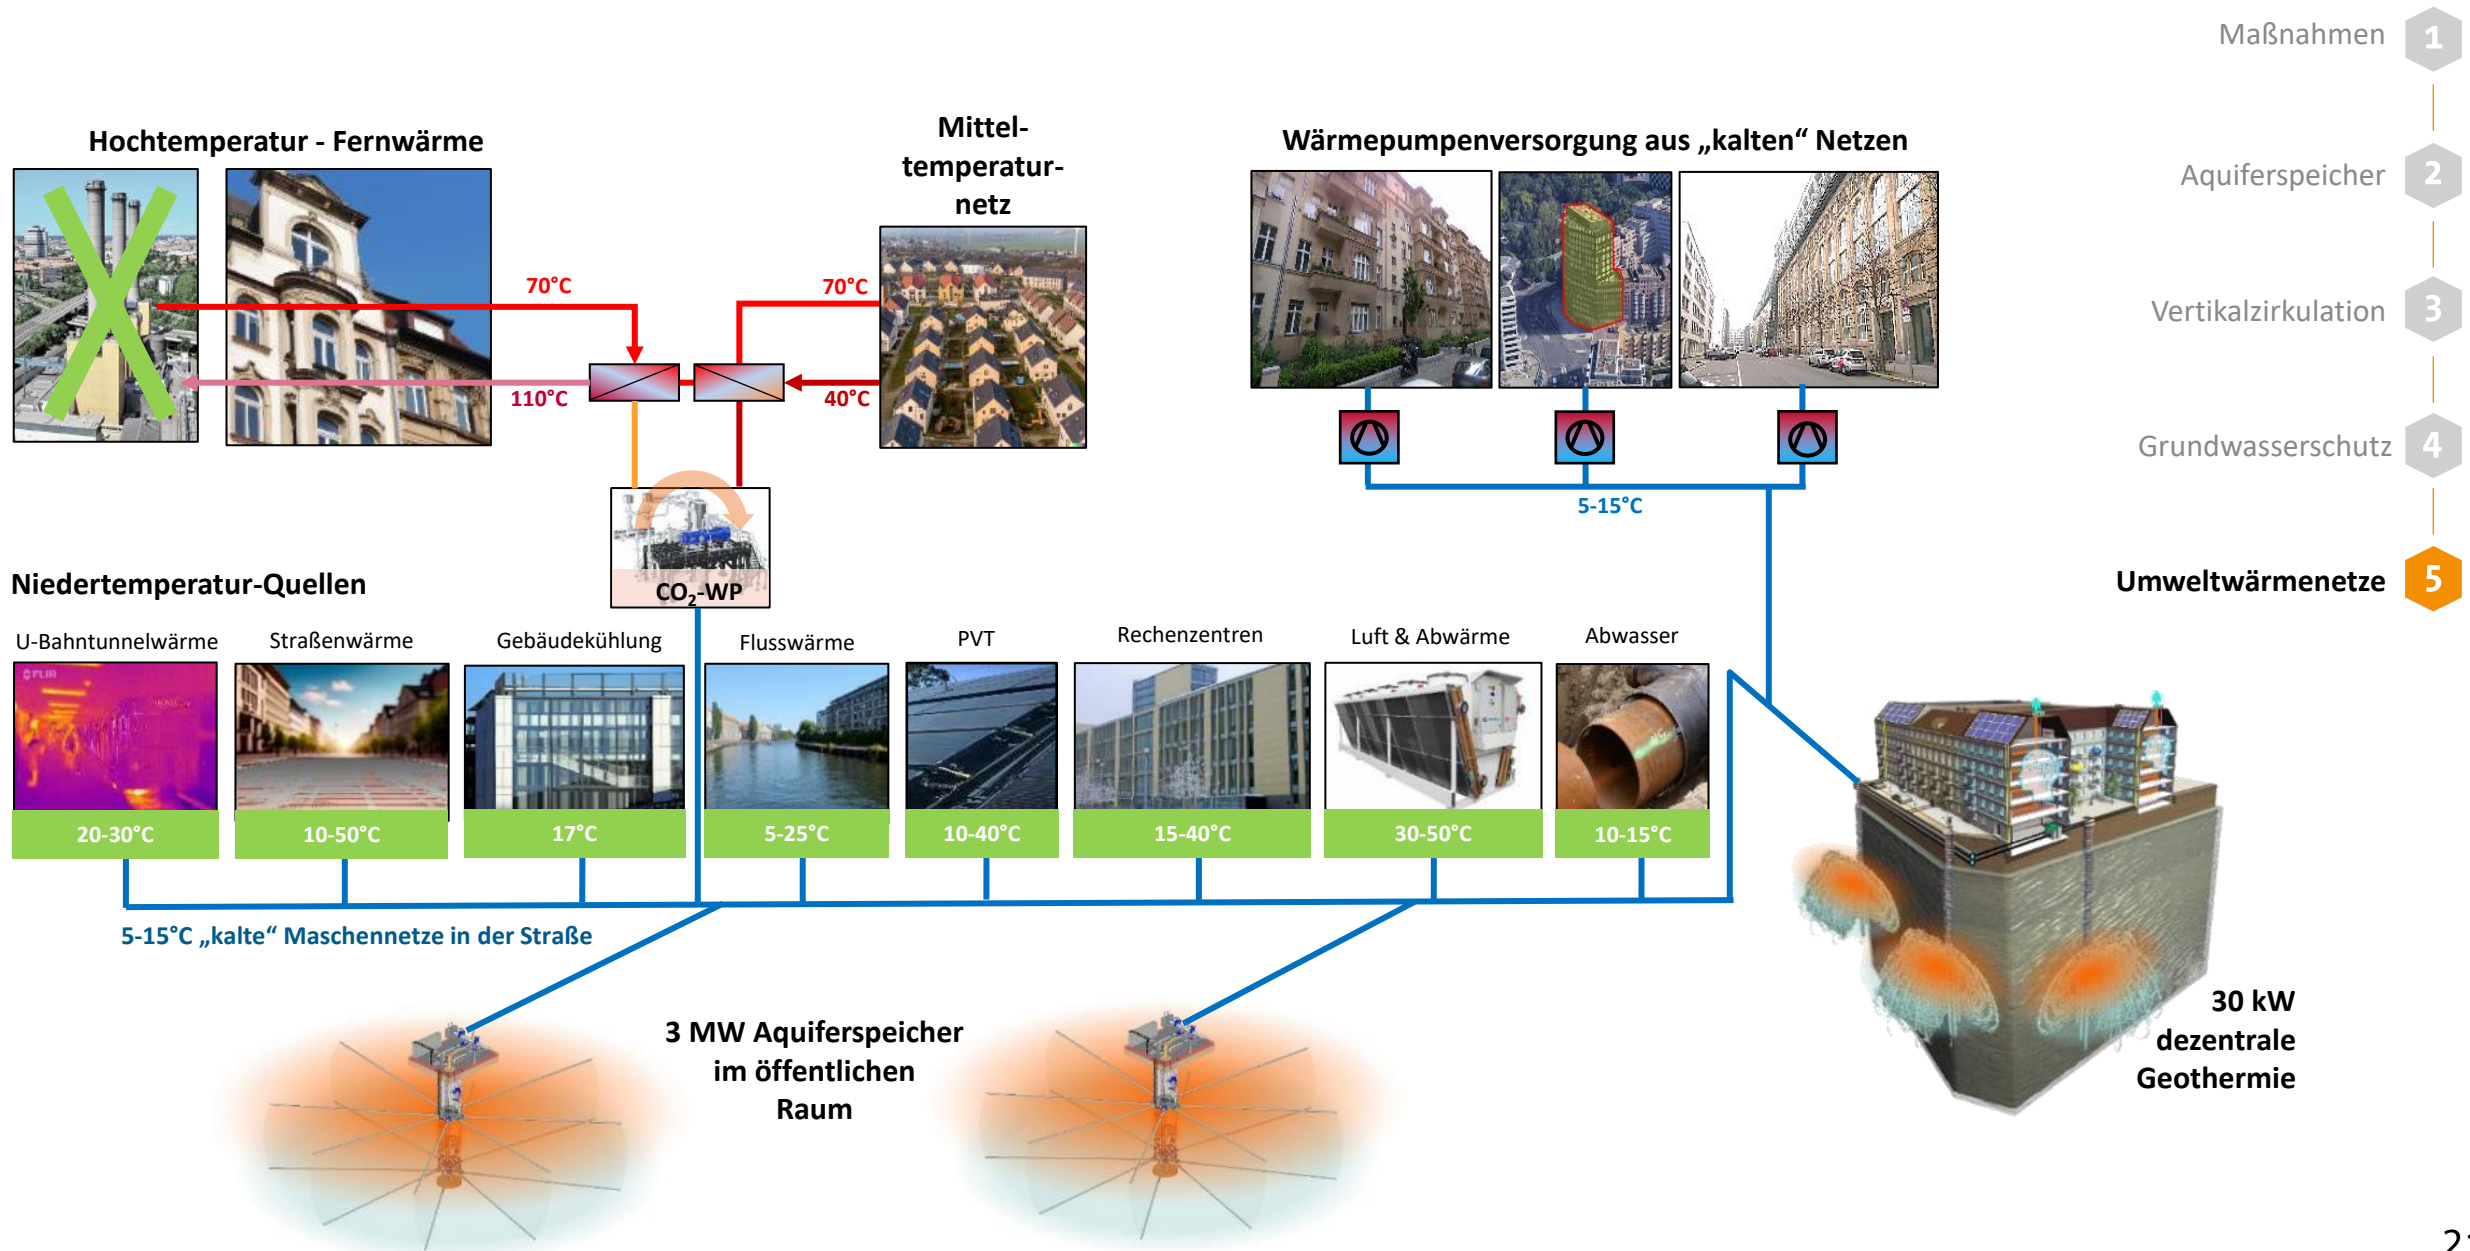 Maßnahmen 1
Aquiferspeicher 2
Vertikalzirkulation 3
Grundwasserschutz 4
Umweltwärmenetze 5
Hochtemperatur - Fernwärme
70°C
110°C
Mittel-
temperatur-
netz
70°C
40°C
CO₂-WP
Wärmepumpenversorgung aus „kalten“ Netzen
5-15°C
Niedertemperatur-Quellen
U-Bahntunnelwärme
FLIR
20-30°C
Straßenwärme
10-50°C
Gebäudekühlung
17°C
Flusswärme
5-25°C
PVT
10-40°C
Rechenzentren
15-40°C
Luft & Abwärme
30-50°C
Abwasser
10-15°C
5-15°C „kalte“ Maschennetze in der Straße
3 MW Aquiferspeicher
im öffentlichen
Raum
30 kW
dezentrale
Geothermie